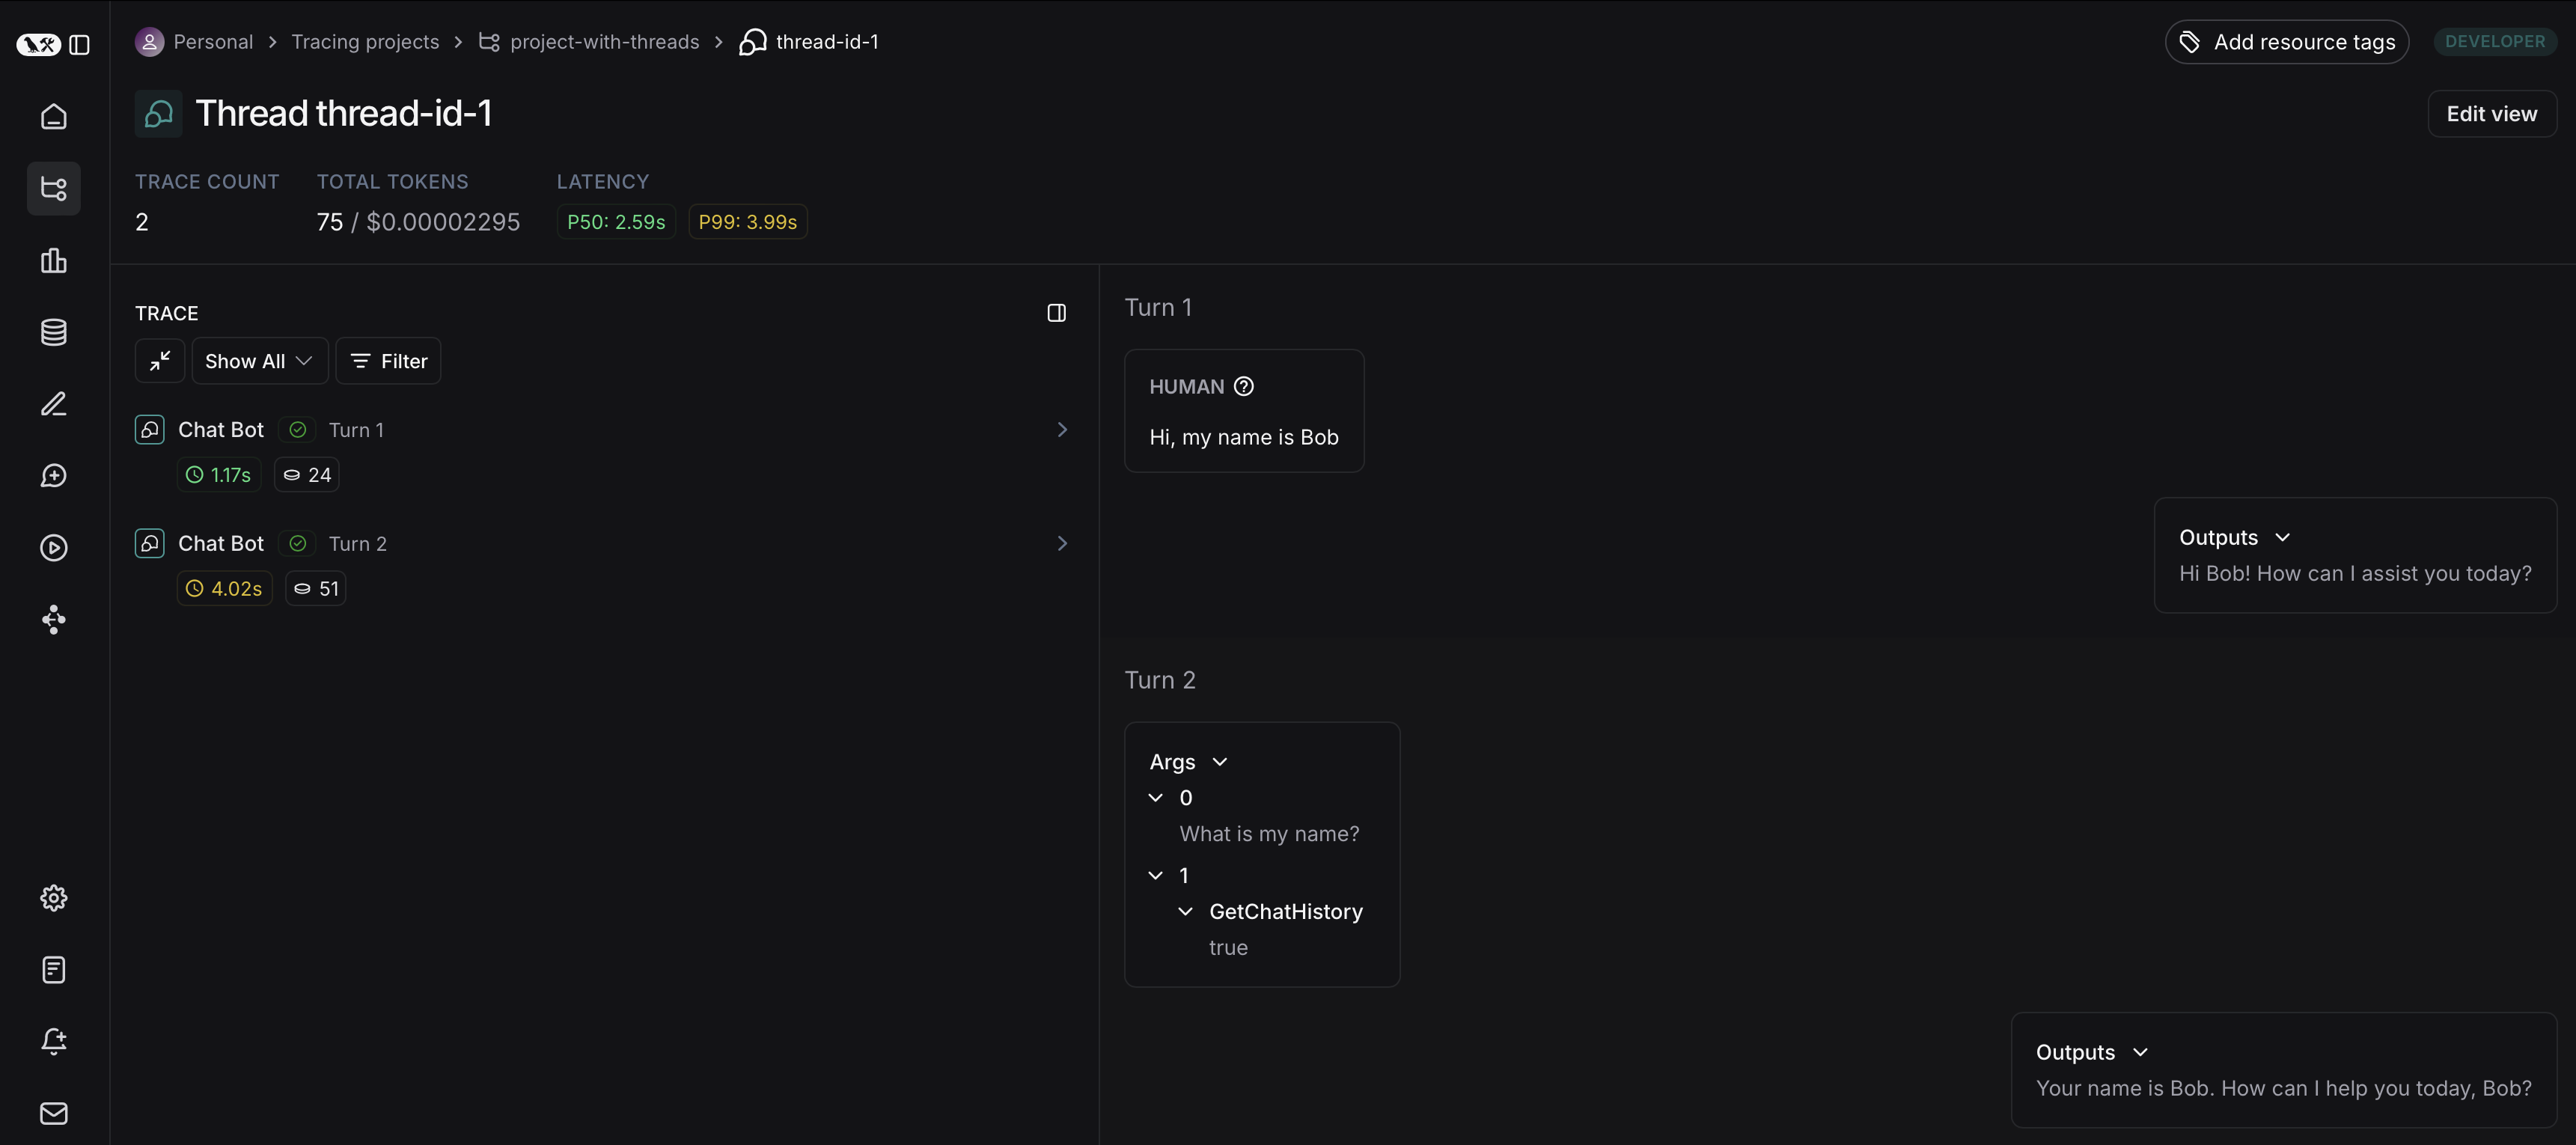 Personal > Tracing projects > project-with-threads > thread-id-1
Add resource tags
DEVELOPER
Thread thread-id-1
Edit view
TRACE COUNT
2
TOTAL TOKENS
75 / $0.00002295
LATENCY
P50: 2.59s
P99: 3.99s
TRACE
Show All
Filter
Chat Bot Turn 1
1.17s 24
Chat Bot Turn 2
4.02s 51
Turn 1
HUMAN
Hi, my name is Bob
Outputs
Hi Bob! How can I assist you today?
Turn 2
Args
0
What is my name?
1
GetChatHistory
true
Outputs
Your name is Bob. How can I help you today, Bob?